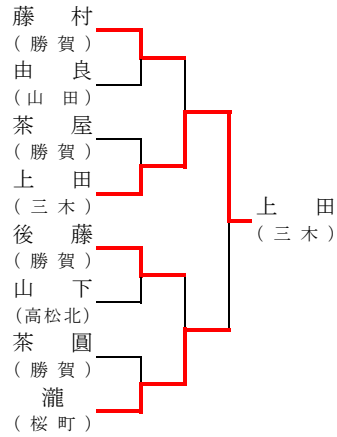 藤村
(勝賀)
由良
(山田)
茶屋
(勝賀)
上田
(三木)
後藤
(勝賀)
山下
(高松北)
茶圓
(勝賀)
瀧
(桜町)
上田
(三木)